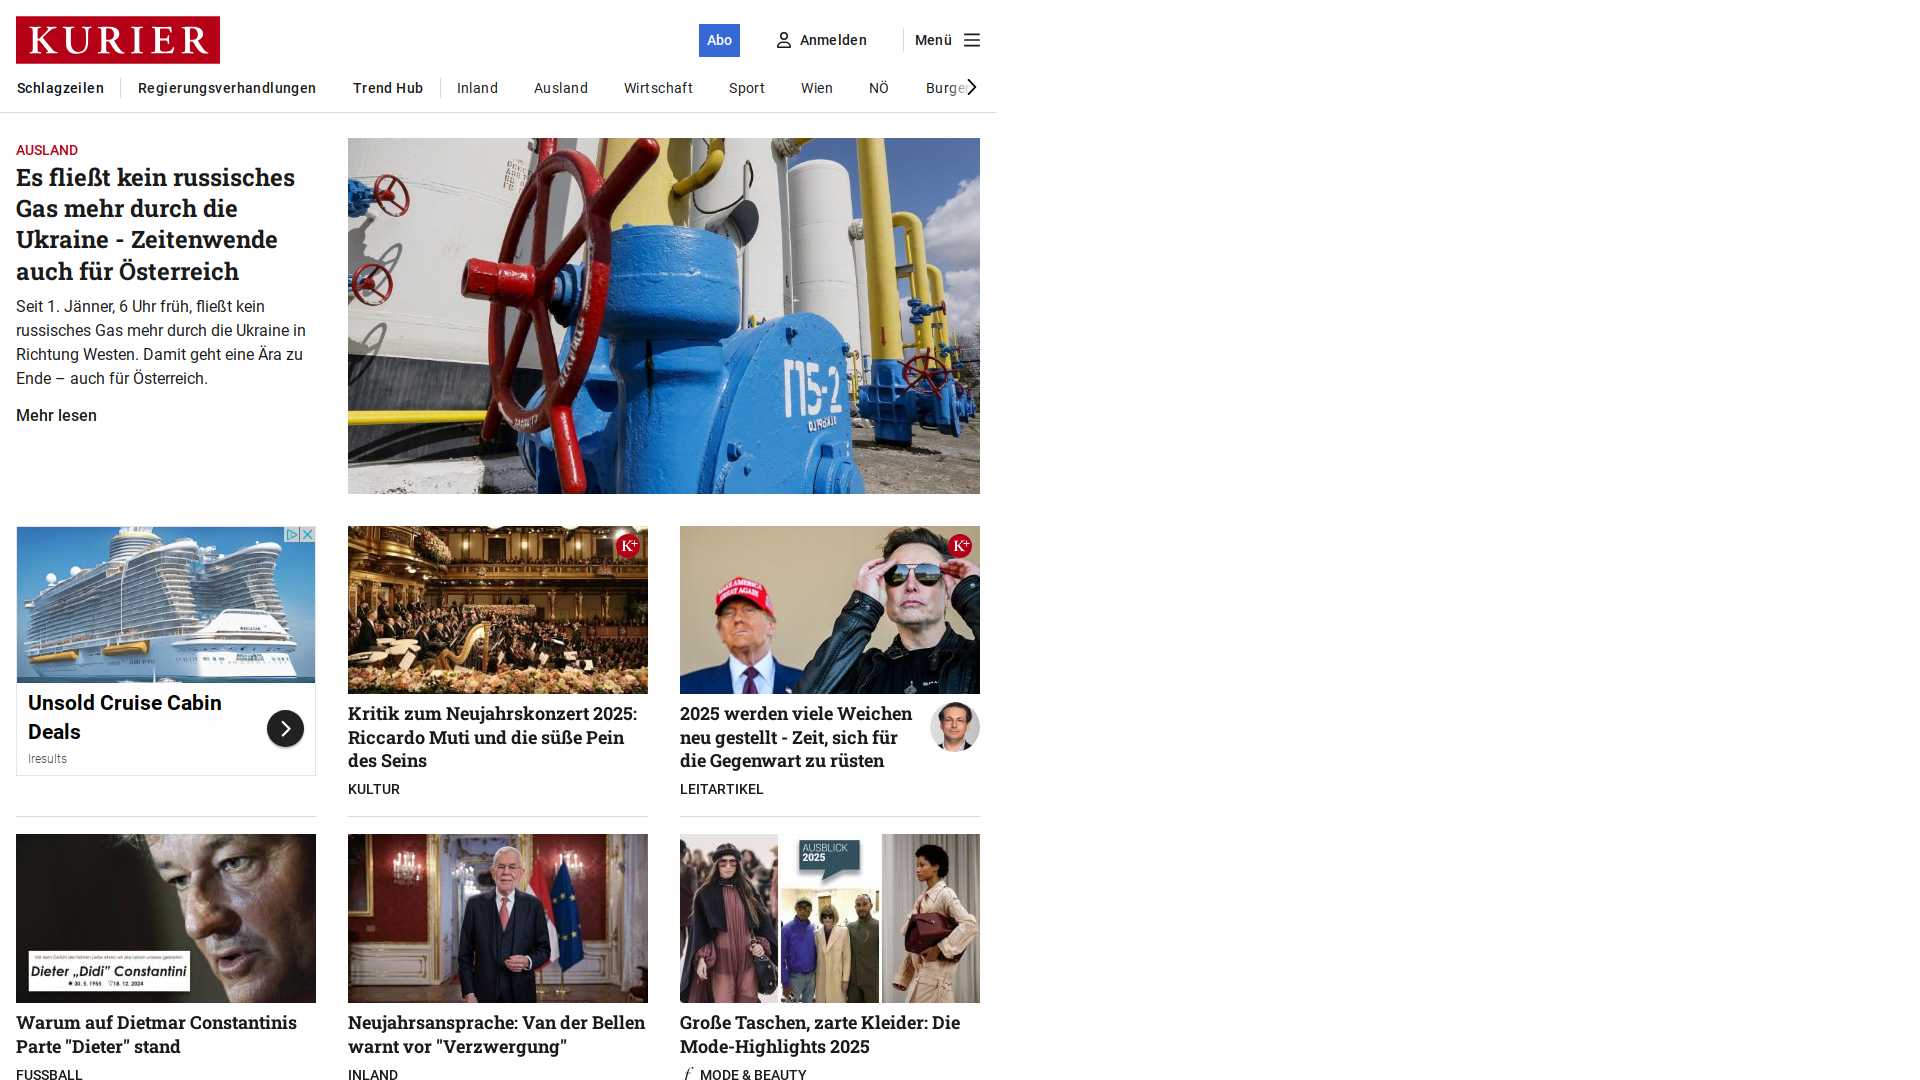 KURIER
Abo
Anmelden
Menü
Schlagzeilen
Regierungsverhandlungen
Trend Hub
Inland
Ausland
Wirtschaft
Sport
Wien
NÖ
AUSLAND
Es fließt kein russisches
Gas mehr durch die
Ukraine - Zeitenwende
auch für Österreich
Seit 1. Jänner, 6 Uhr früh, fließt kein
russisches Gas mehr durch die Ukraine in
Richtung Westen. Damit geht eine Ära zu
Ende – auch für Österreich.
Mehr lesen
П5-2
Unsold Cruise Cabin
Deals
Iresults
K+
Kritik zum Neujahrskonzert 2025:
Riccardo Muti und die süße Pein
des Seins
KULTUR
K+
MAKE AMERICA
GREAT AGAIN
2025 werden viele Weichen
neu gestellt - Zeit, sich für
die Gegenwart zu rüsten
LEITARTIKEL
Dieter „Didi" Constantini
Warum auf Dietmar Constantinis
Parte "Dieter" stand
FUSSBALL
Neujahrsansprache: Van der Bellen
warnt vor "Verzwergung"
INLAND
AUSBLICK
2025
Große Taschen, zarte Kleider: Die
Mode-Highlights 2025
f MODE & BEAUTY